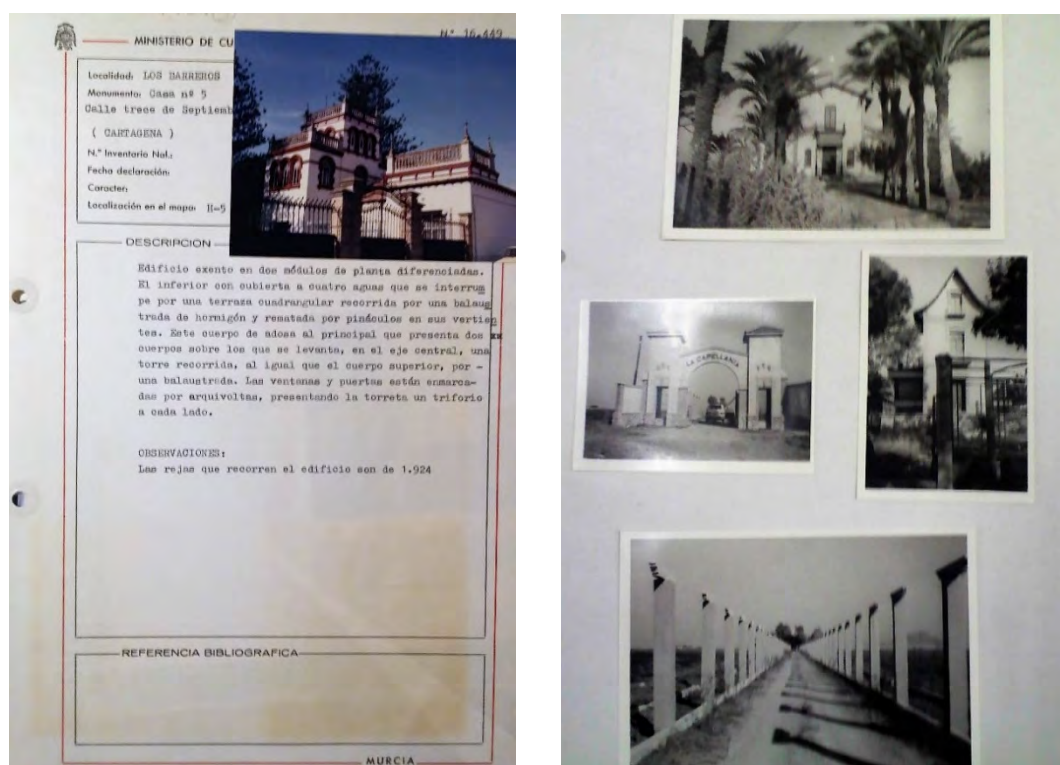 Nº 16.449
MINISTERIO DE CU
Localidad: LOS BARREROS
Monumento: Casa nº 5
Calle trece de Septiemb
( CARTAGENA )
N.º Inventario Nal.:
Fecha declaración:
Caracter:
Localización en el mapa: H-5
DESCRIPCION
Edificio exento en dos módulos de planta diferenciadas.
El inferior con cubierta a cuatro aguas que se interrum
pe por una terraza cuadrangular recorrida por una balaus
trada de hormigón y rematada por pináculos en sus vertien
tes. Este cuerpo de adosa al principal que presenta dos xx
cuerpos sobre los que se levanta, en el eje central, una
torre recorrida, al igual que el cuerpo superior, por -
una balaustrada. Las ventanas y puertas están enmarca-
das por arquivoltas, presentando la torreta un triforio
a cada lado.
OBSERVACIONES:
Las rejas que recorren el edificio son de 1.924
REFERENCIA BIBLIOGRAFICA
MURCIA
LA CAPELLANIA